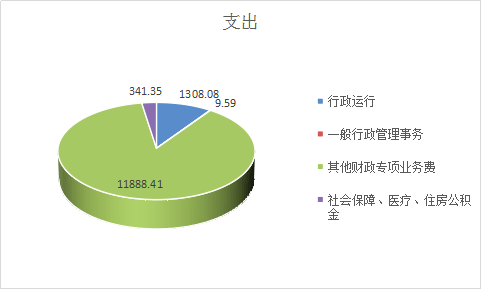 支出
341.35
1308.08
9.59
11888.41
行政运行
一般行政管理事务
其他财政专项业务费
社会保障、医疗、住房公积
金